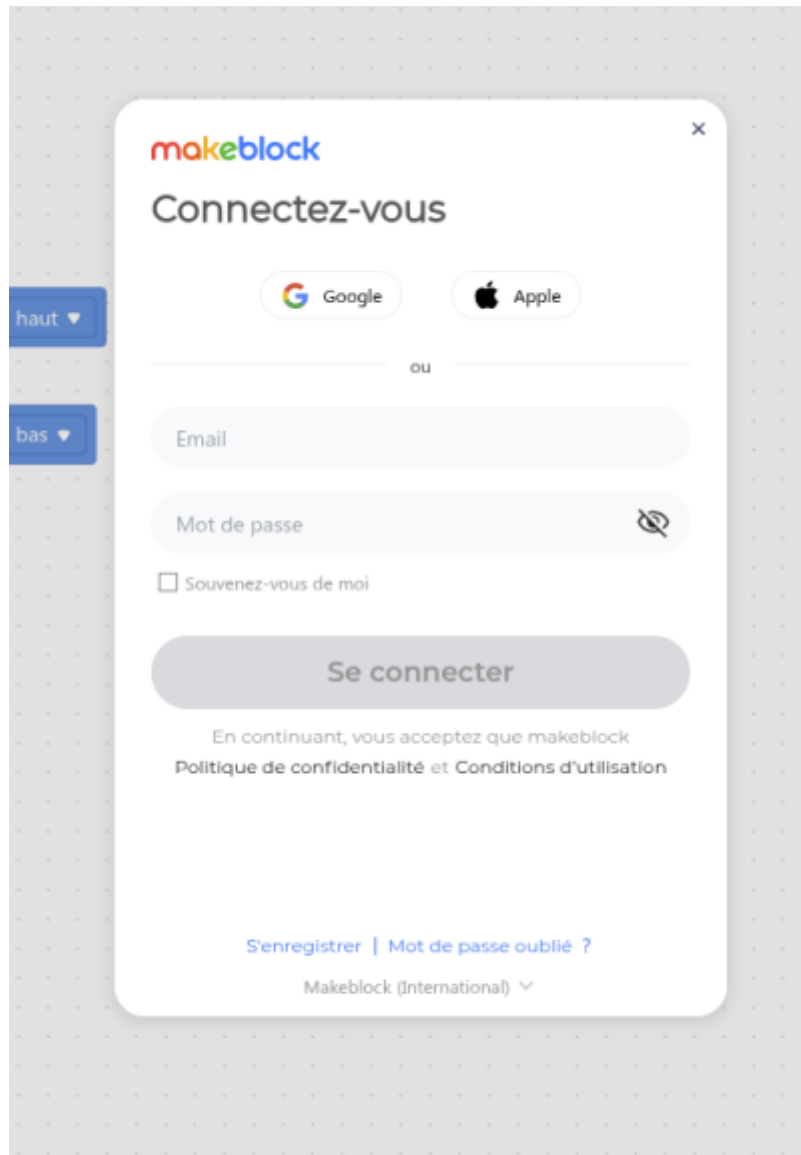 makeblock
Connectez-vous
Google Apple
haut
ou
bas
Email
Mot de passe
Souvenez-vous de moi
Se connecter
En continuant, vous acceptez que makeblock
Politique de confidentialité et Conditions d'utilisation
S'enregistrer | Mot de passe oublié ?
Makeblock (International)